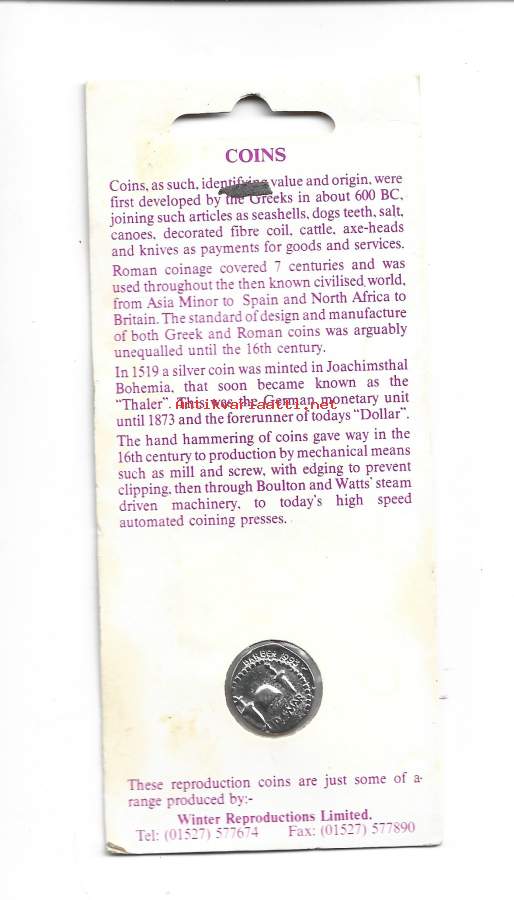 COINS
Coins, as such, identifying value and origin, were
first developed by the Greeks in about 600 BC,
joining such articles as seashells, dogs teeth, salt,
canoes, decorated fibre coil, cattle, axe-heads
and knives as payments for goods and services.
Roman coinage covered 7 centuries and was
used throughout the then known civilised world,
from Asia Minor to Spain and North Africa to
Britain. The standard of design and manufacture
of both Greek and Roman coins was arguably
unequalled until the 16th century.
In 1519 a silver coin was minted in Joachimsthal
Bohemia, that soon became known as the
“Thaler”. This was the German monetary unit
Antikvariaatti.net
until 1873 and the forerunner of todays “Dollar”.
The hand hammering of coins gave way in the
16th century to production by mechanical means
such as mill and screw, with edging to prevent
clipping, then through Boulton and Watts' steam
driven machinery, to today's high speed
automated coining presses.
These reproduction coins are just some of a
range produced by:-
Winter Reproductions Limited.
Tel: (01527) 577674 Fax: (01527) 577890